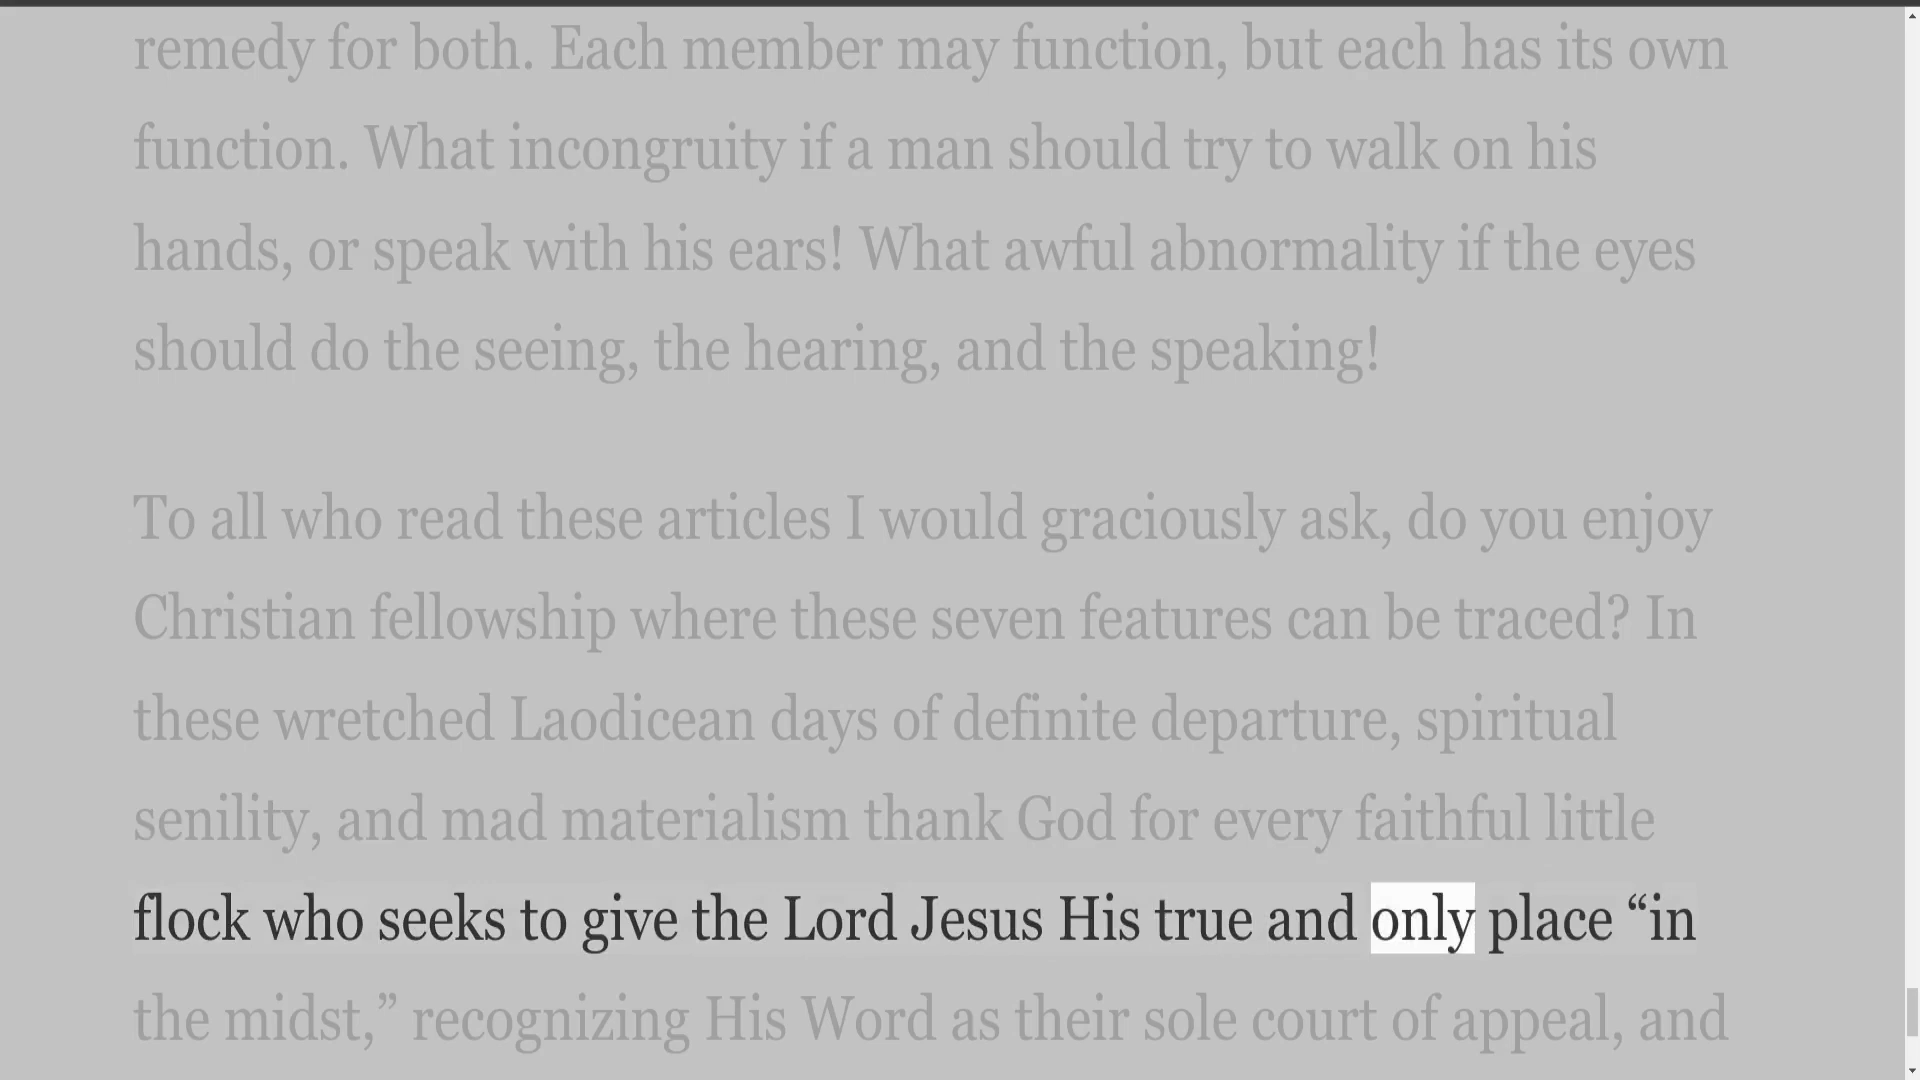 remedy for both. Each member may function, but each has its own
function. What incongruity if a man should try to walk on his
hands, or speak with his ears! What awful abnormality if the eyes
should do the seeing, the hearing, and the speaking!
To all who read these articles I would graciously ask, do you enjoy
Christian fellowship where these seven features can be traced? In
these wretched Laodicean days of definite departure, spiritual
senility, and mad materialism thank God for every faithful little
flock who seeks to give the Lord Jesus His true and only place “in
the midst,” recognizing His Word as their sole court of appeal, and